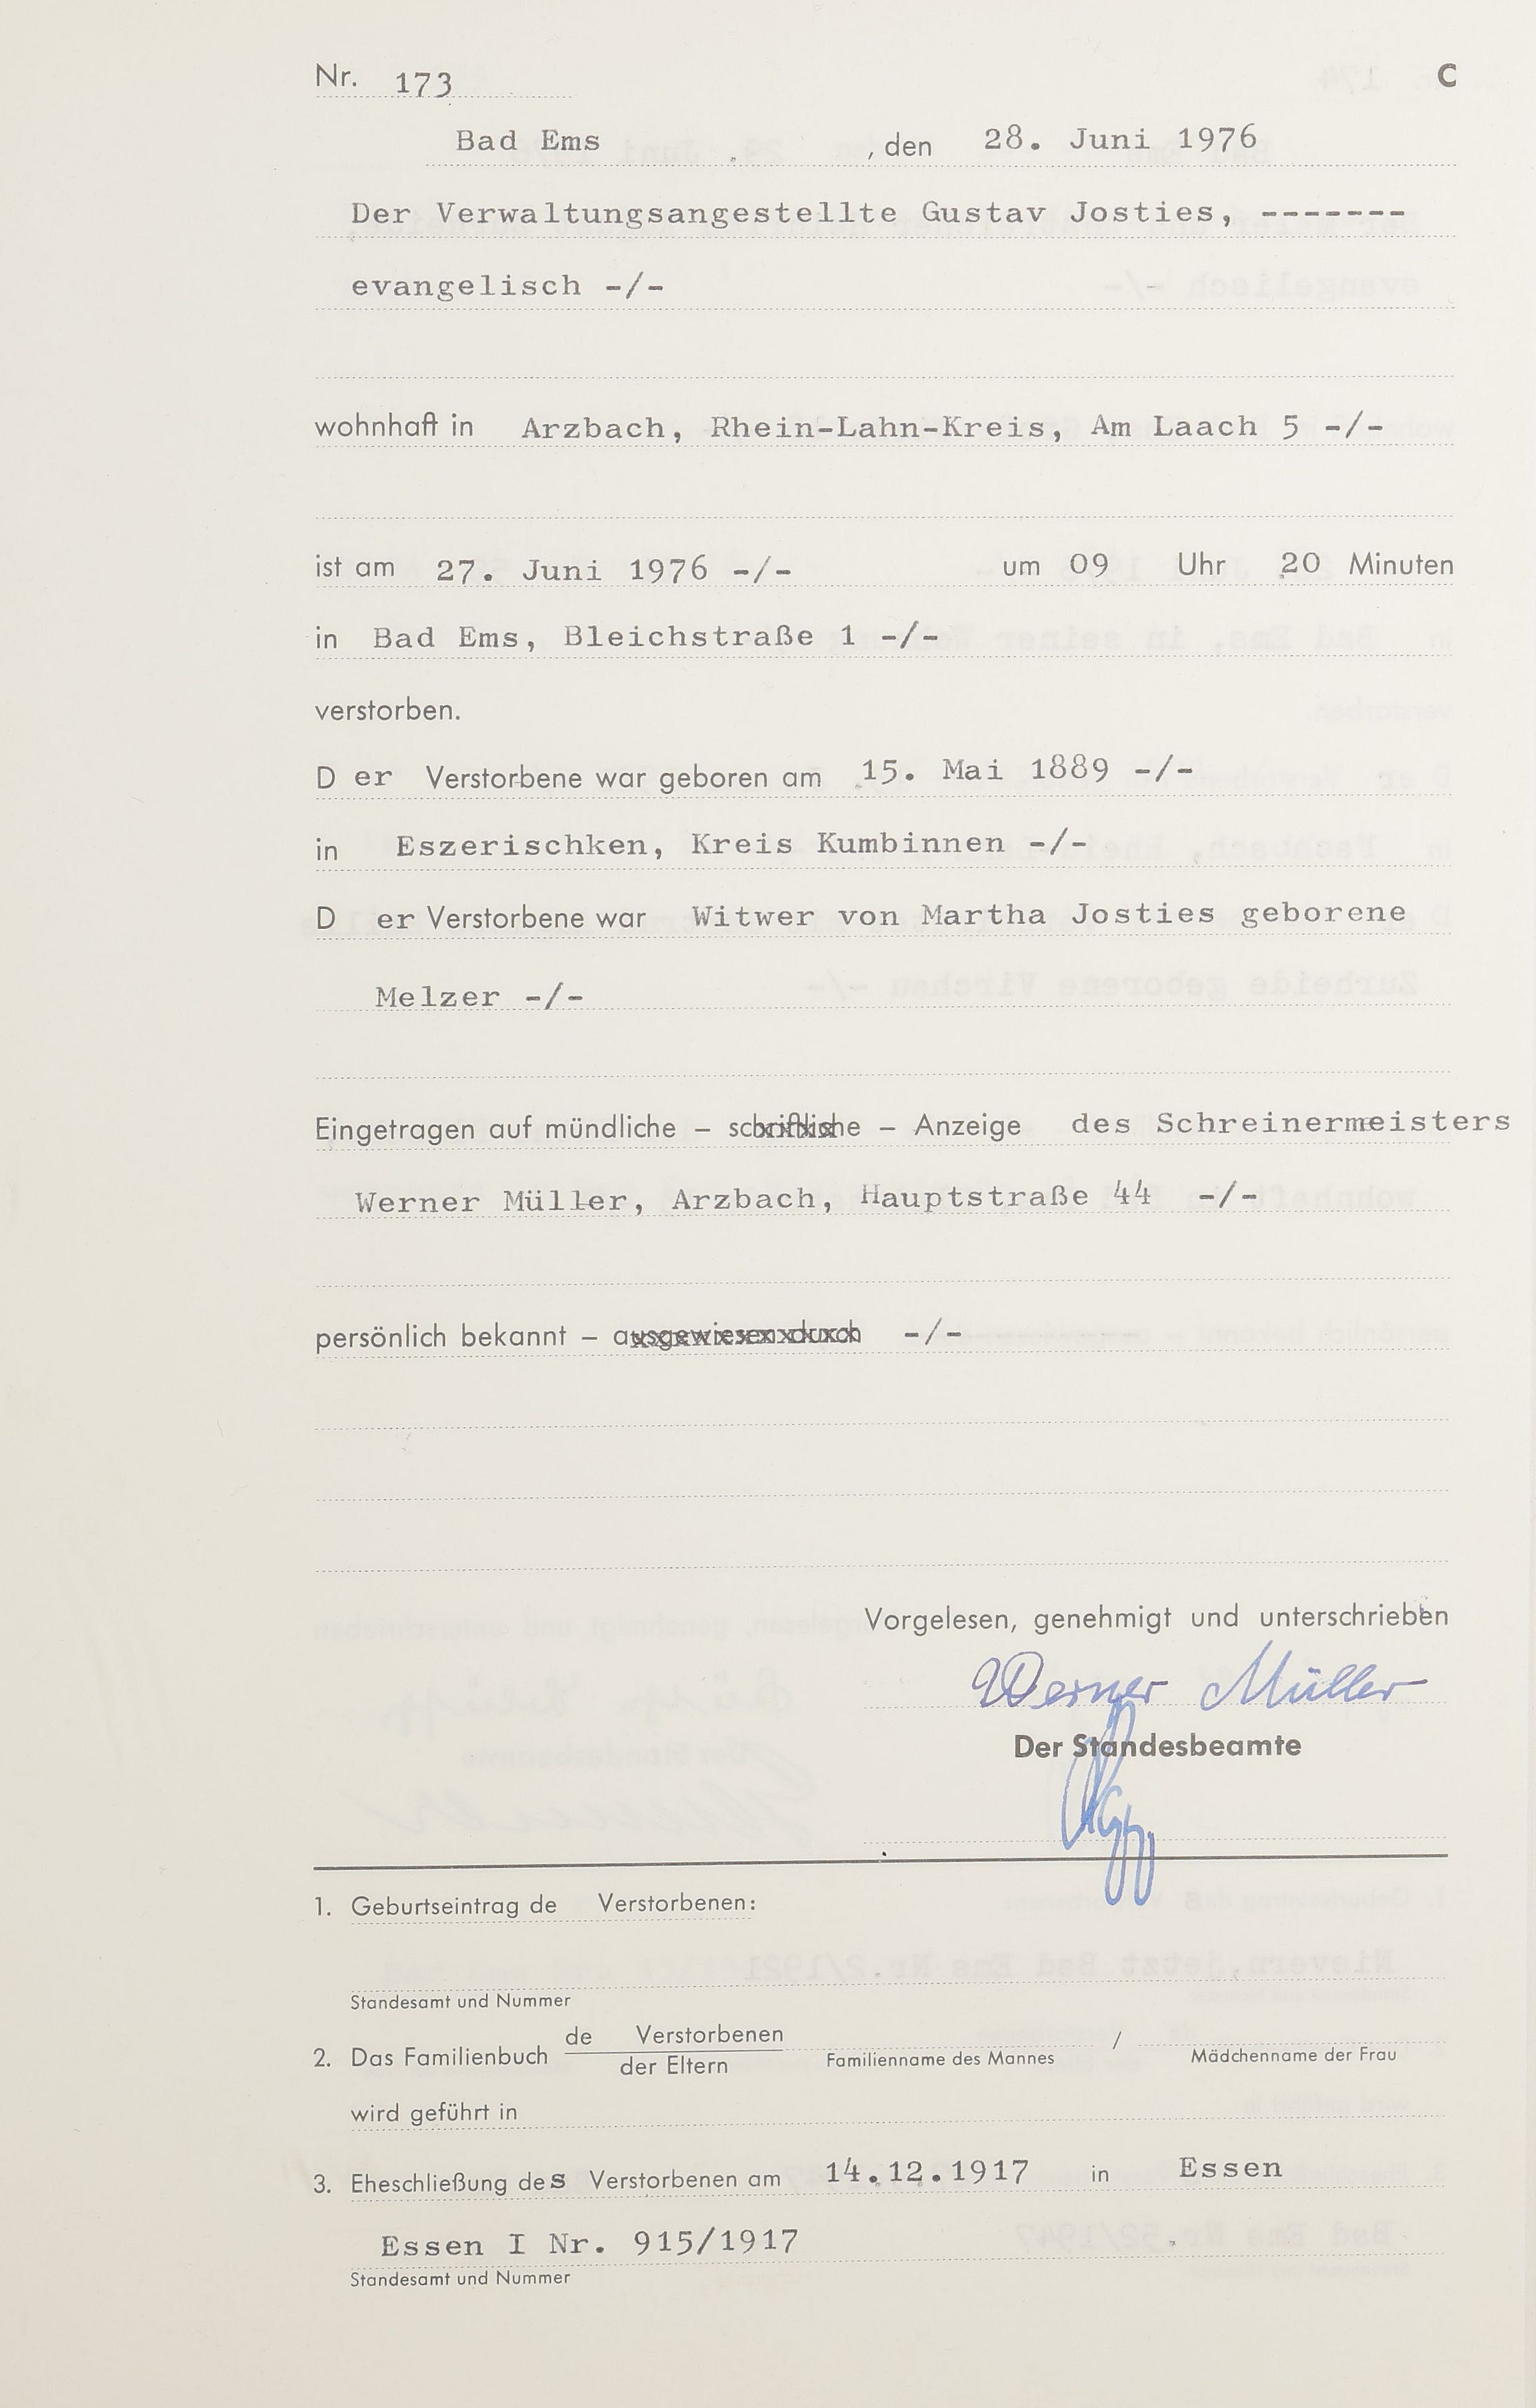 Nr. 173 C
Bad Ems , den 28. Juni 1976
Der Verwaltungsangestellte Gustav Josties, -------
evangelisch -/-
wohnhaft in Arzbach, Rhein-Lahn-Kreis, Am Laach 5 -/-
ist am 27. Juni 1976 -/- um 09 Uhr 20 Minuten
in Bad Ems, Bleichstraße 1 -/-
verstorben.
D er Verstorbene war geboren am 15. Mai 1889 -/-
in Eszerischken, Kreis Kumbinnen -/-
D er Verstorbene war Witwer von Martha Josties geborene
Melzer -/-
Eingetragen auf mündliche – schriftliche – Anzeige des Schreinermeisters
Werner Müller, Arzbach, Hauptstraße 44 -/-
persönlich bekannt – ausgewiesen durch -/-
Vorgelesen, genehmigt und unterschrieben
Werner Müller
Der Standesbeamte
1. Geburtseintrag de Verstorbenen:
Standesamt und Nummer
2. Das Familienbuch de Verstorbenen / der Eltern
Familienname des Mannes / Mädchenname der Frau
wird geführt in
3. Eheschließung des Verstorbenen am 14.12.1917 in Essen
Essen I Nr. 915/1917
Standesamt und Nummer